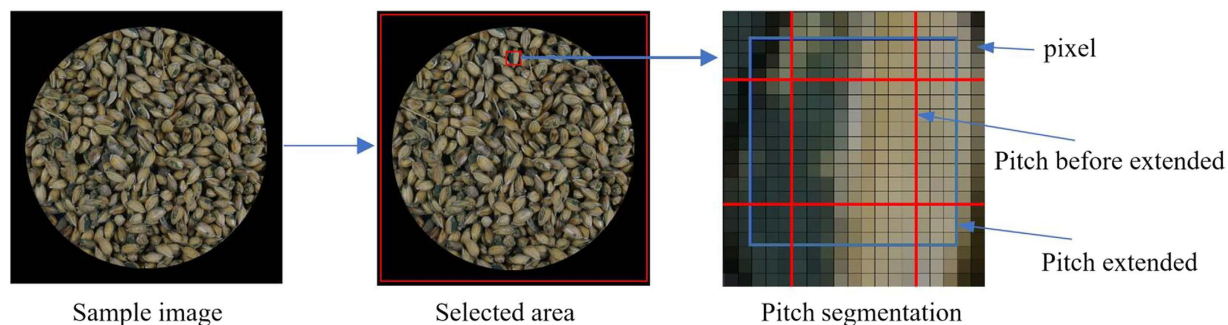 pixel
Pitch before extended
Pitch extended
Sample image
Selected area
Pitch segmentation